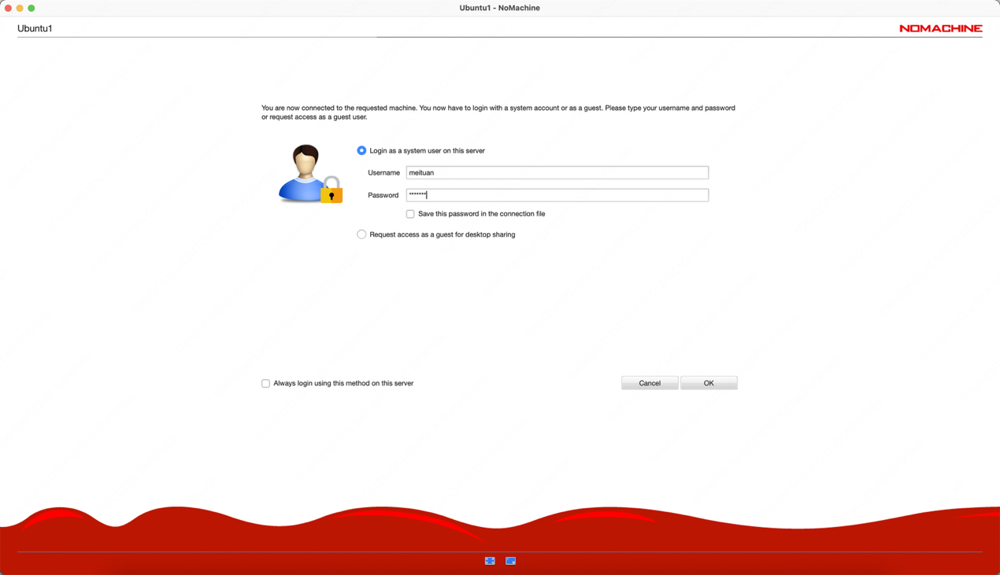 Ubuntu1 - NoMachine
Ubuntu1
NOMACHINE
You are now connected to the requested machine. You now have to login with a system account or as a guest. Please type your username and password
or request access as a guest user.
Login as a system user on this server
Username meituan
Password *******
Save this password in the connection file
Request access as a guest for desktop sharing
Always login using this method on this server
Cancel OK